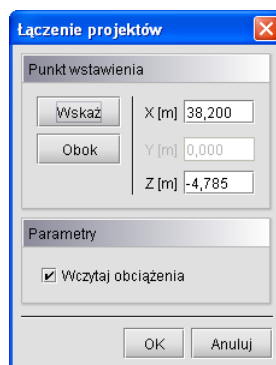 Łączenie projektów
Punkt wstawienia
Wskaż
X [m] 38,200
Obok
Y [m] 0,000
Z [m] -4,785
Parametry
Wczytaj obciążenia
OK Anuluj